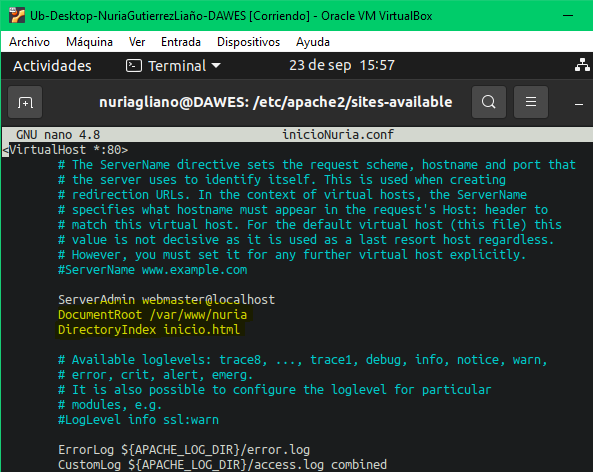 Ub-Desktop-NuriaGutierrezLiaño-DAWES [Corriendo] - Oracle VM VirtualBox
Archivo Máquina Ver Entrada Dispositivos Ayuda
Actividades Terminal 23 de sep 15:57
nuriagliano@DAWES: /etc/apache2/sites-available
GNU nano 4.8 inicioNuria.conf
<VirtualHost *:80>
# The ServerName directive sets the request scheme, hostname and port that
# the server uses to identify itself. This is used when creating
# redirection URLs. In the context of virtual hosts, the ServerName
# specifies what hostname must appear in the request's Host: header to
# match this virtual host. For the default virtual host (this file) this
# value is not decisive as it is used as a last resort host regardless.
# However, you must set it for any further virtual host explicitly.
#ServerName www.example.com
ServerAdmin webmaster@localhost
DocumentRoot /var/www/nuria
DirectoryIndex inicio.html
# Available loglevels: trace8, ..., trace1, debug, info, notice, warn,
# error, crit, alert, emerg.
# It is also possible to configure the loglevel for particular
# modules, e.g.
#LogLevel info ssl:warn
ErrorLog ${APACHE_LOG_DIR}/error.log
CustomLog ${APACHE_LOG_DIR}/access.log combined